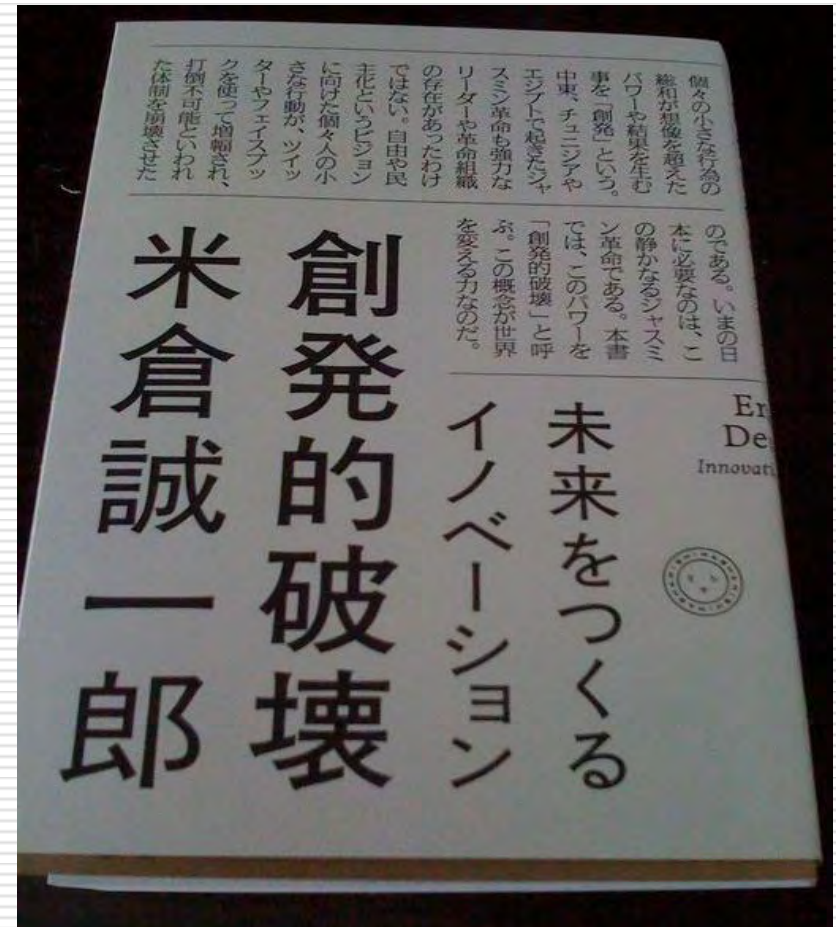 個々の小さな行為の
総和が想像を超えた
パワーや結果を生む
事を「創発」という。
中東、チュニジアや
エジプトで起きたジャ
スミン革命も強力な
リーダーや革命組織
の存在があったわけ
ではない。自由や民
主化というビジョン
に向けた個々人の小
さな行動が、ツイッ
ターやフェイスブッ
クを使って増幅され、
打倒不可能といわれ
た体制を崩壊させた
のである。いまの日
本に必要なのは、こ
の静かなるジャスミ
ン革命である。本書
では、このパワーを
「創発的破壊」と呼
ぶ。この概念が世界
を変える力なのだ。
未来をつくる
イノベーション
創発的破壊
米倉誠一郎
Er
De
Innovati